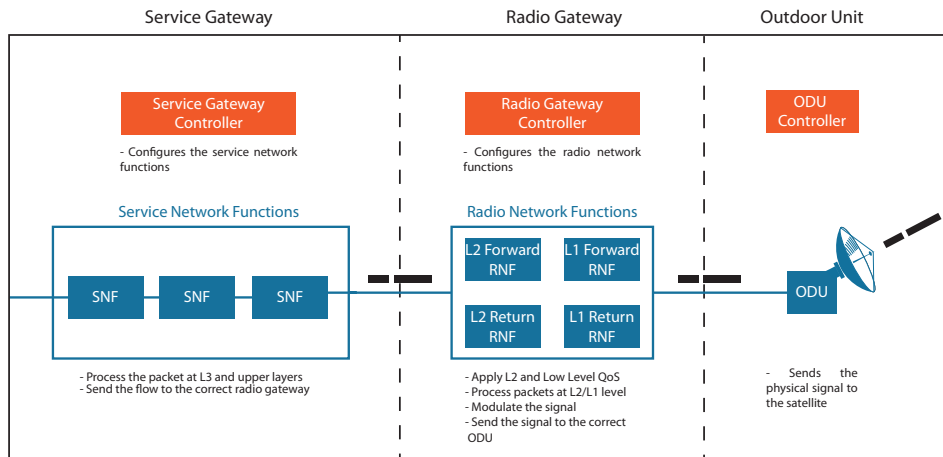 Service Gateway
Radio Gateway
Outdoor Unit
Service Gateway
Controller
- Configures the service network
functions
Radio Gateway
Controller
- Configures the radio network
functions
ODU
Controller
Service Network Functions
SNF
SNF
SNF
- Process the packet at L3 and upper layers
- Send the flow to the correct radio gateway
Radio Network Functions
L2 Forward
RNF
L1 Forward
RNF
L2 Return
RNF
L1 Return
RNF
- Apply L2 and Low Level QoS
- Process packets at L2/L1 level
- Modulate the signal
- Send the signal to the correct
ODU
ODU
- Sends the
physical signal to
the satellite